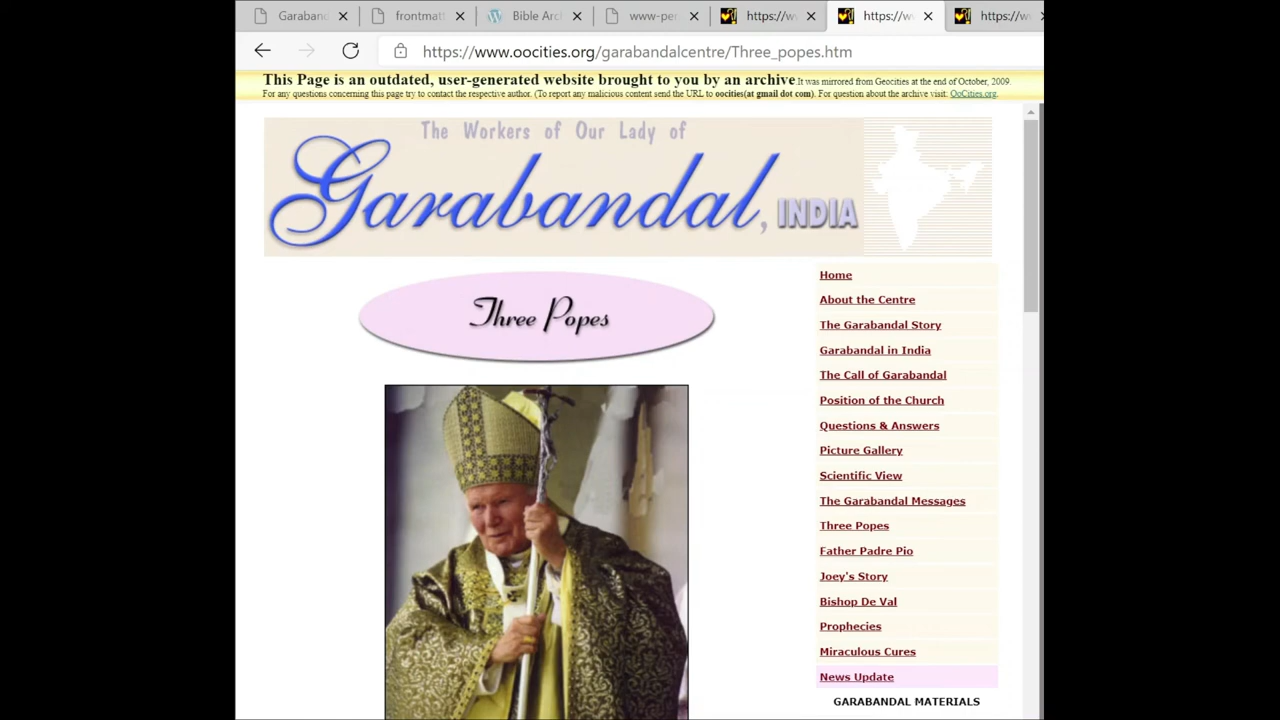 Garaband
frontmatt
Bible Arc
www-per
https://w
https://w
https://w
https://www.oocities.org/garabandalcentre/Three_popes.htm
This Page is an outdated, user-generated website brought to you by an archive It was mirrored from Geocities at the end of October, 2009.
For any questions concerning this page try to contact the respective author. (To report any malicious content send the URL to oocities(at gmail dot com). For question about the archive visit: OoCities.org.
The Workers of Our Lady of
Garabandal, INDIA
Three Popes
Home
About the Centre
The Garabandal Story
Garabandal in India
The Call of Garabandal
Position of the Church
Questions & Answers
Picture Gallery
Scientific View
The Garabandal Messages
Three Popes
Father Padre Pio
Joey's Story
Bishop De Val
Prophecies
Miraculous Cures
News Update
GARABANDAL MATERIALS